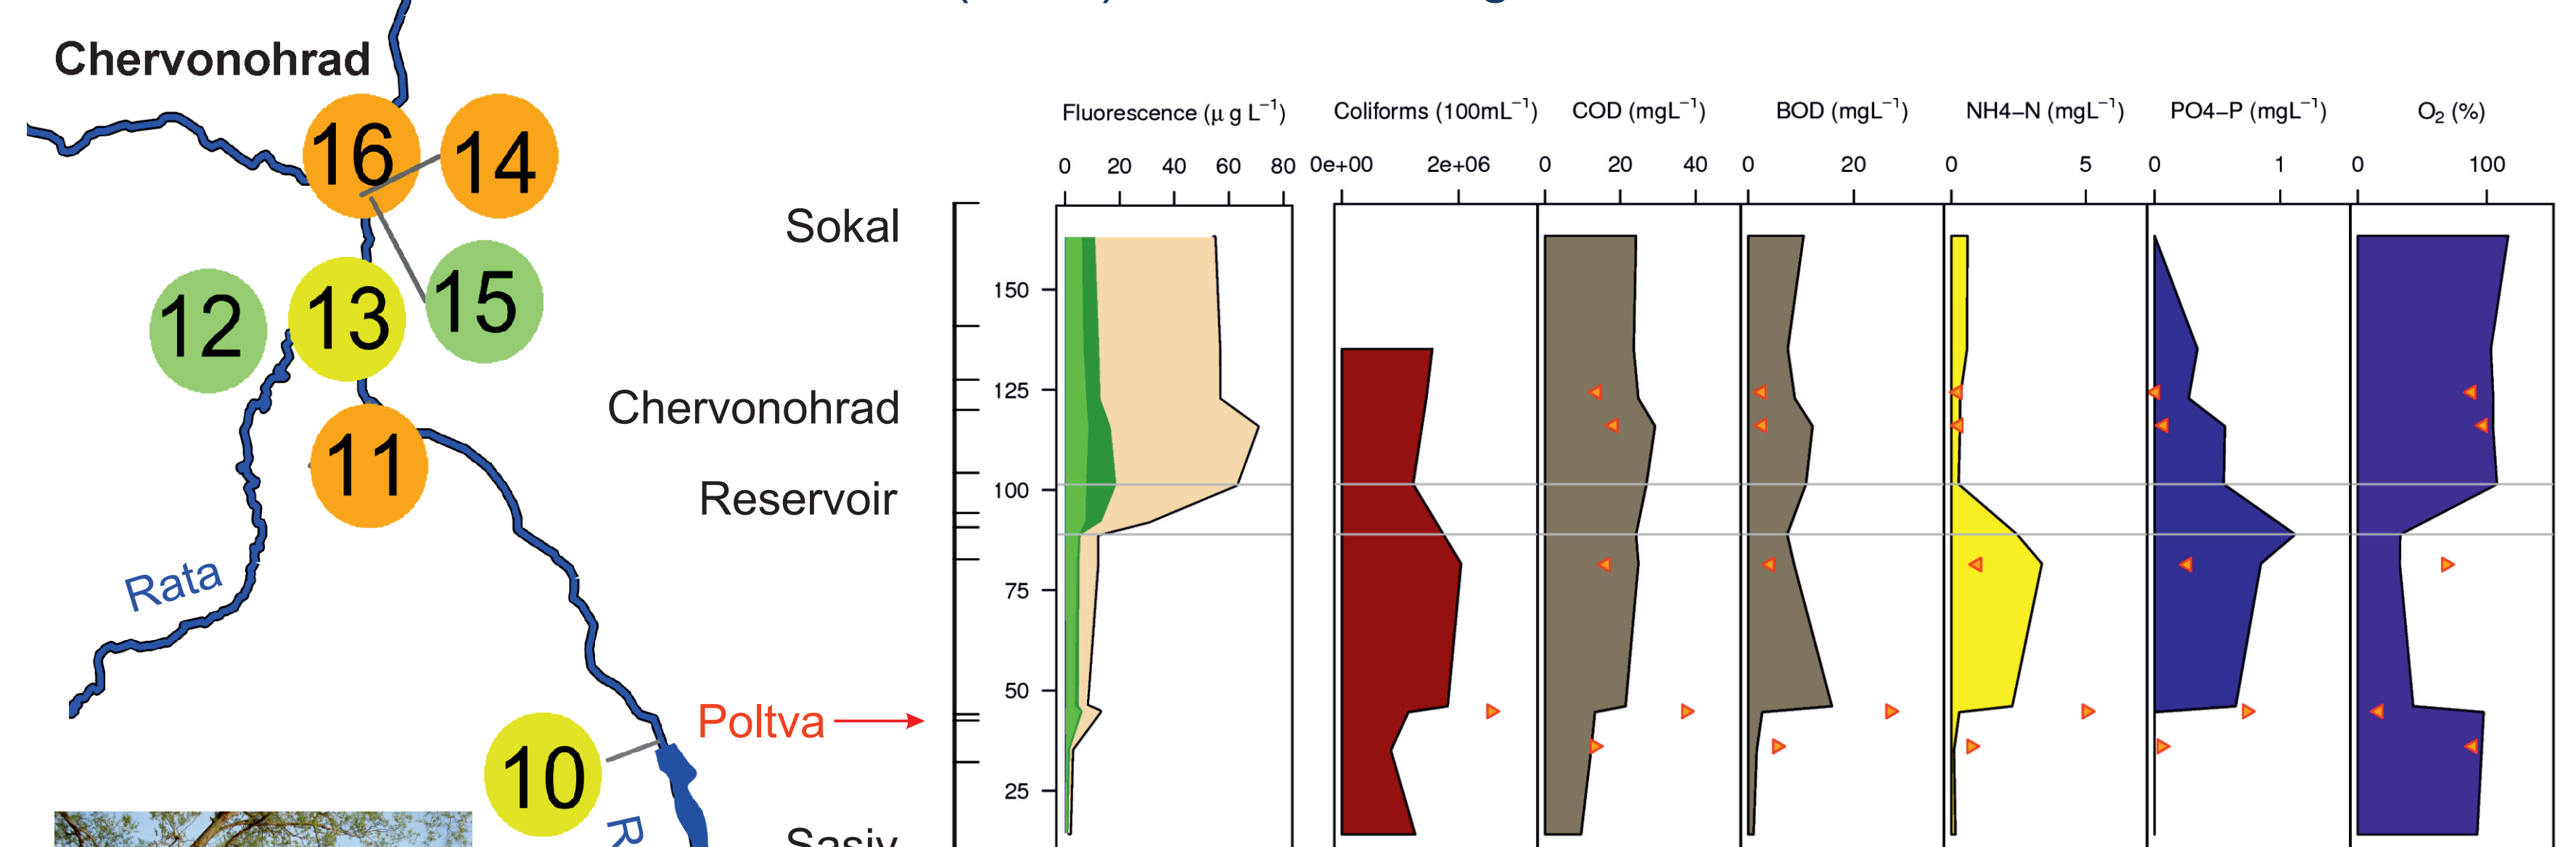 Chervonohrad
16
14
12
13
15
11
Rata
10
R
Sokal
Chervonohrad
Reservoir
Poltva
150
125
100
75
50
25
Fluorescence (µ g L⁻¹)
0 20 40 60 80
Coliforms (100mL⁻¹)
0e+00 2e+06
COD (mgL⁻¹)
0 20 40
BOD (mgL⁻¹)
0 20
NH4–N (mgL⁻¹)
0 5
PO4–P (mgL⁻¹)
0 1
O₂ (%)
0 100